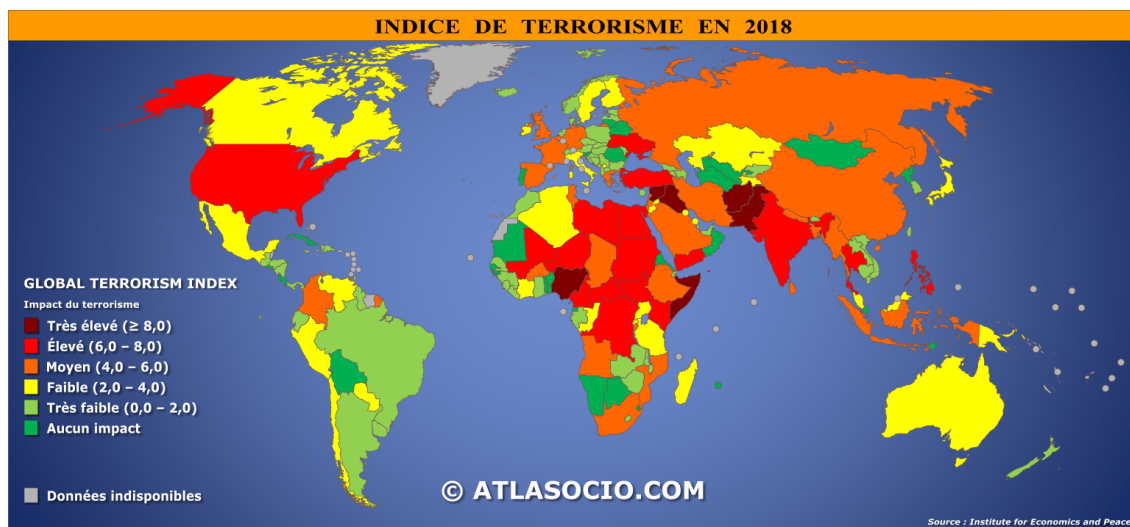 INDICE DE TERRORISME EN 2018
GLOBAL TERRORISM INDEX
Impact du terrorisme
Très élevé (≥ 8,0)
Élevé (6,0 – 8,0)
Moyen (4,0 – 6,0)
Faible (2,0 – 4,0)
Très faible (0,0 – 2,0)
Aucun impact
Données indisponibles
© ATLASOCIO.COM
Source : Institute for Economics and Peace